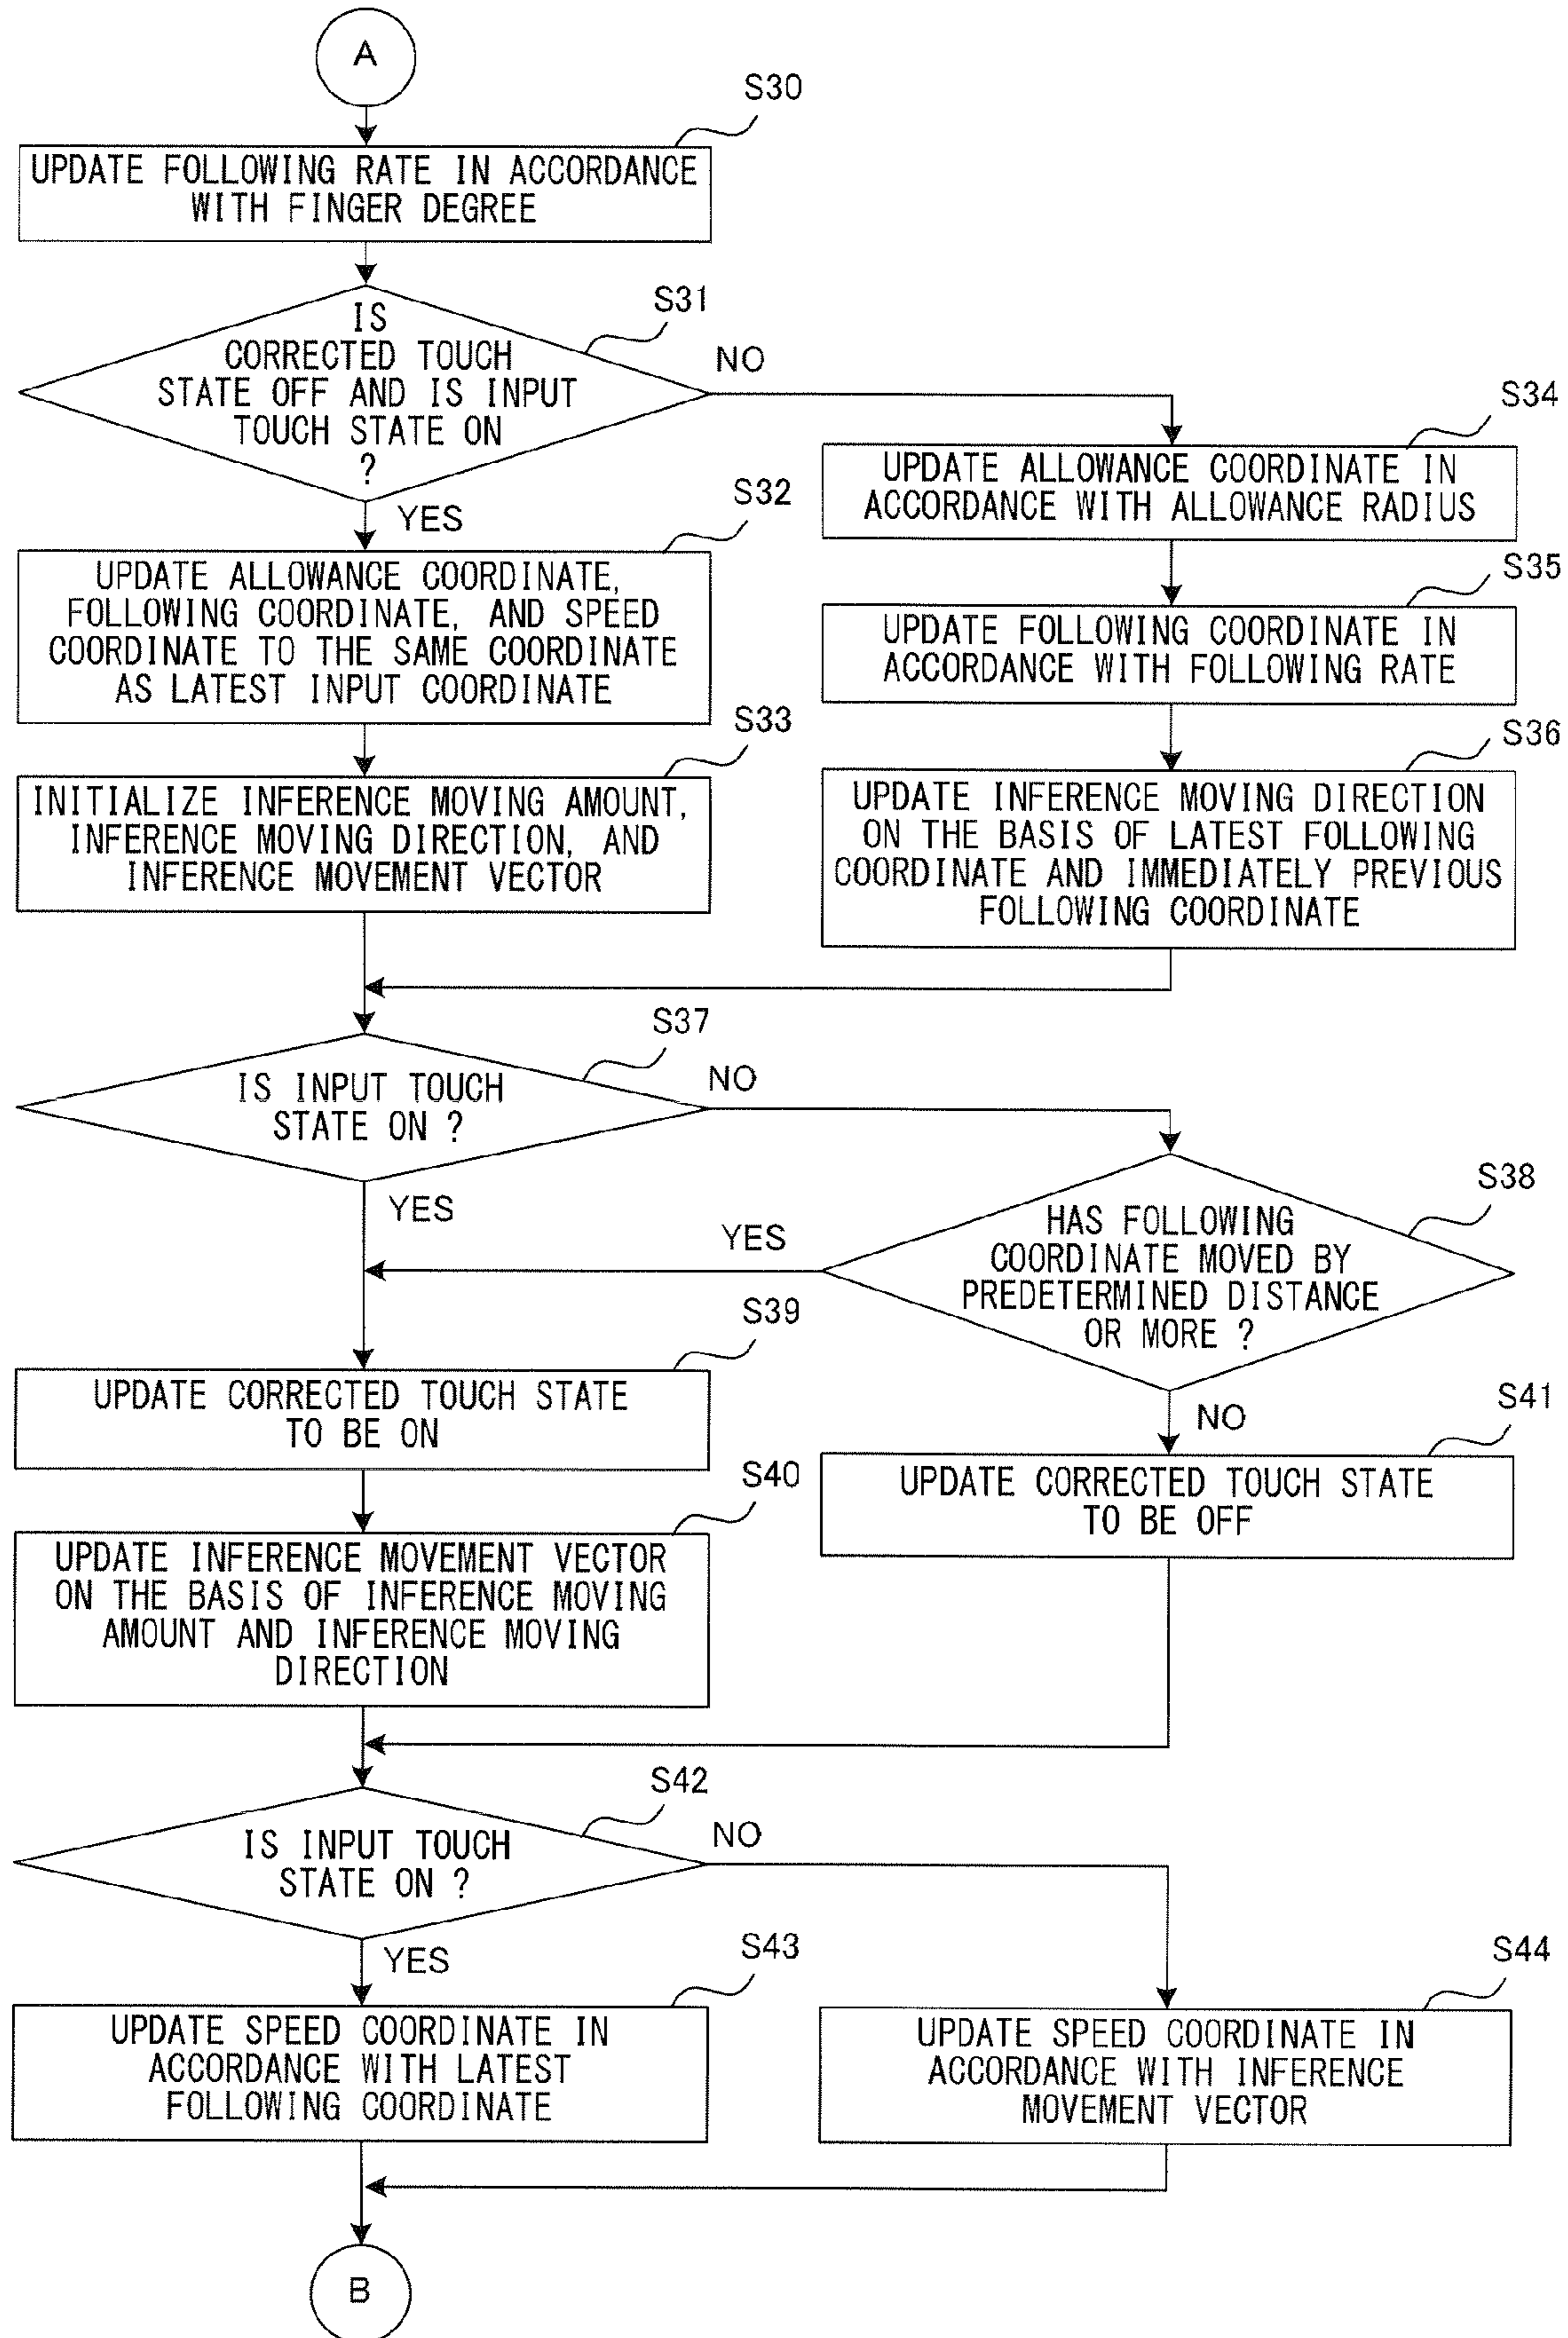 A
S30
UPDATE FOLLOWING RATE IN ACCORDANCE
WITH FINGER DEGREE
S31
IS
CORRECTED TOUCH
STATE OFF AND IS INPUT
TOUCH STATE ON
?
NO
YES
S32
UPDATE ALLOWANCE COORDINATE,
FOLLOWING COORDINATE, AND SPEED
COORDINATE TO THE SAME COORDINATE
AS LATEST INPUT COORDINATE
S33
INITIALIZE INFERENCE MOVING AMOUNT,
INFERENCE MOVING DIRECTION, AND
INFERENCE MOVEMENT VECTOR
S34
UPDATE ALLOWANCE COORDINATE IN
ACCORDANCE WITH ALLOWANCE RADIUS
S35
UPDATE FOLLOWING COORDINATE IN
ACCORDANCE WITH FOLLOWING RATE
S36
UPDATE INFERENCE MOVING DIRECTION
ON THE BASIS OF LATEST FOLLOWING
COORDINATE AND IMMEDIATELY PREVIOUS
FOLLOWING COORDINATE
S37
IS INPUT TOUCH
STATE ON ?
NO
YES
S38
HAS FOLLOWING
COORDINATE MOVED BY
PREDETERMINED DISTANCE
OR MORE ?
YES
NO
S39
UPDATE CORRECTED TOUCH STATE
TO BE ON
S40
UPDATE INFERENCE MOVEMENT VECTOR
ON THE BASIS OF INFERENCE MOVING
AMOUNT AND INFERENCE MOVING
DIRECTION
S41
UPDATE CORRECTED TOUCH STATE
TO BE OFF
S42
IS INPUT TOUCH
STATE ON ?
NO
YES
S43
UPDATE SPEED COORDINATE IN
ACCORDANCE WITH LATEST
FOLLOWING COORDINATE
S44
UPDATE SPEED COORDINATE IN
ACCORDANCE WITH INFERENCE
MOVEMENT VECTOR
B